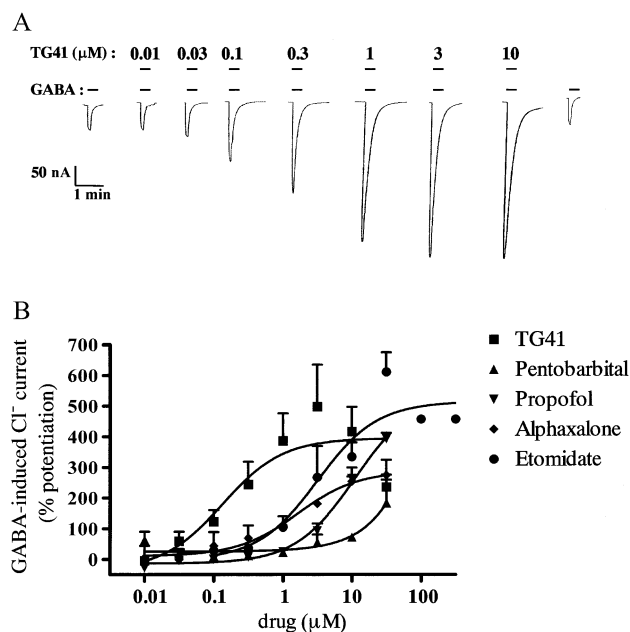 A
TG41 (μM) : 0.01 0.03 0.1 0.3 1 3 10
GABA :
50 nA
1 min
B
GABA-induced Cl⁻ current
(% potentiation)
700
600
500
400
300
200
100
0
0.01 0.1 1 10 100
drug (μM)
TG41
Pentobarbital
Propofol
Alphaxalone
Etomidate